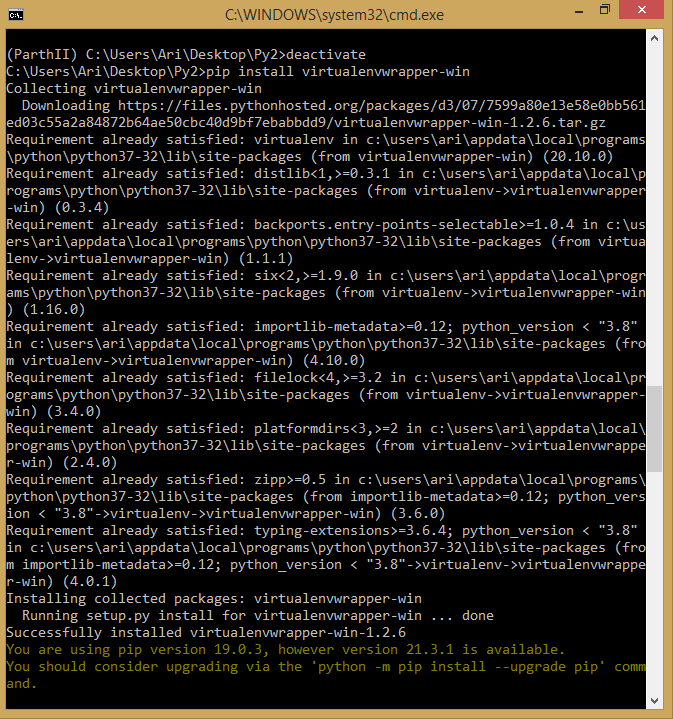 C:\WINDOWS\system32\cmd.exe
(ParthII) C:\Users\Ari\Desktop\Py2>deactivate
C:\Users\Ari\Desktop\Py2>pip install virtualenvwrapper-win
Collecting virtualenvwrapper-win
  Downloading https://files.pythonhosted.org/packages/d3/07/7599a80e13e58e0bb561
ed03c55a2a84872b64ae50cbc40d9bf7ebabbdd9/virtualenvwrapper-win-1.2.6.tar.gz
Requirement already satisfied: virtualenv in c:\users\ari\appdata\local\programs
\python\python37-32\lib\site-packages (from virtualenvwrapper-win) (20.10.0)
Requirement already satisfied: distlib<1,>=0.3.1 in c:\users\ari\appdata\local\p
rograms\python\python37-32\lib\site-packages (from virtualenv->virtualenvwrapper
-win) (0.3.4)
Requirement already satisfied: backports.entry-points-selectable>=1.0.4 in c:\us
ers\ari\appdata\local\programs\python\python37-32\lib\site-packages (from virtua
lenv->virtualenvwrapper-win) (1.1.1)
Requirement already satisfied: six<2,>=1.9.0 in c:\users\ari\appdata\local\progr
ams\python\python37-32\lib\site-packages (from virtualenv->virtualenvwrapper-win
) (1.16.0)
Requirement already satisfied: importlib-metadata>=0.12; python_version < "3.8"
in c:\users\ari\appdata\local\programs\python\python37-32\lib\site-packages (fro
m virtualenv->virtualenvwrapper-win) (4.10.0)
Requirement already satisfied: filelock<4,>=3.2 in c:\users\ari\appdata\local\pr
ograms\python\python37-32\lib\site-packages (from virtualenv->virtualenvwrapper-
win) (3.4.0)
Requirement already satisfied: platformdirs<3,>=2 in c:\users\ari\appdata\local\
programs\python\python37-32\lib\site-packages (from virtualenv->virtualenvwrappe
r-win) (2.4.0)
Requirement already satisfied: zipp>=0.5 in c:\users\ari\appdata\local\programs\
python\python37-32\lib\site-packages (from importlib-metadata>=0.12; python_vers
ion < "3.8"->virtualenv->virtualenvwrapper-win) (3.6.0)
Requirement already satisfied: typing-extensions>=3.6.4; python_version < "3.8"
in c:\users\ari\appdata\local\programs\python\python37-32\lib\site-packages (fro
m importlib-metadata>=0.12; python_version < "3.8"->virtualenv->virtualenvwrappe
r-win) (4.0.1)
Installing collected packages: virtualenvwrapper-win
  Running setup.py install for virtualenvwrapper-win ... done
Successfully installed virtualenvwrapper-win-1.2.6
You are using pip version 19.0.3, however version 21.3.1 is available.
You should consider upgrading via the 'python -m pip install --upgrade pip' comm
and.